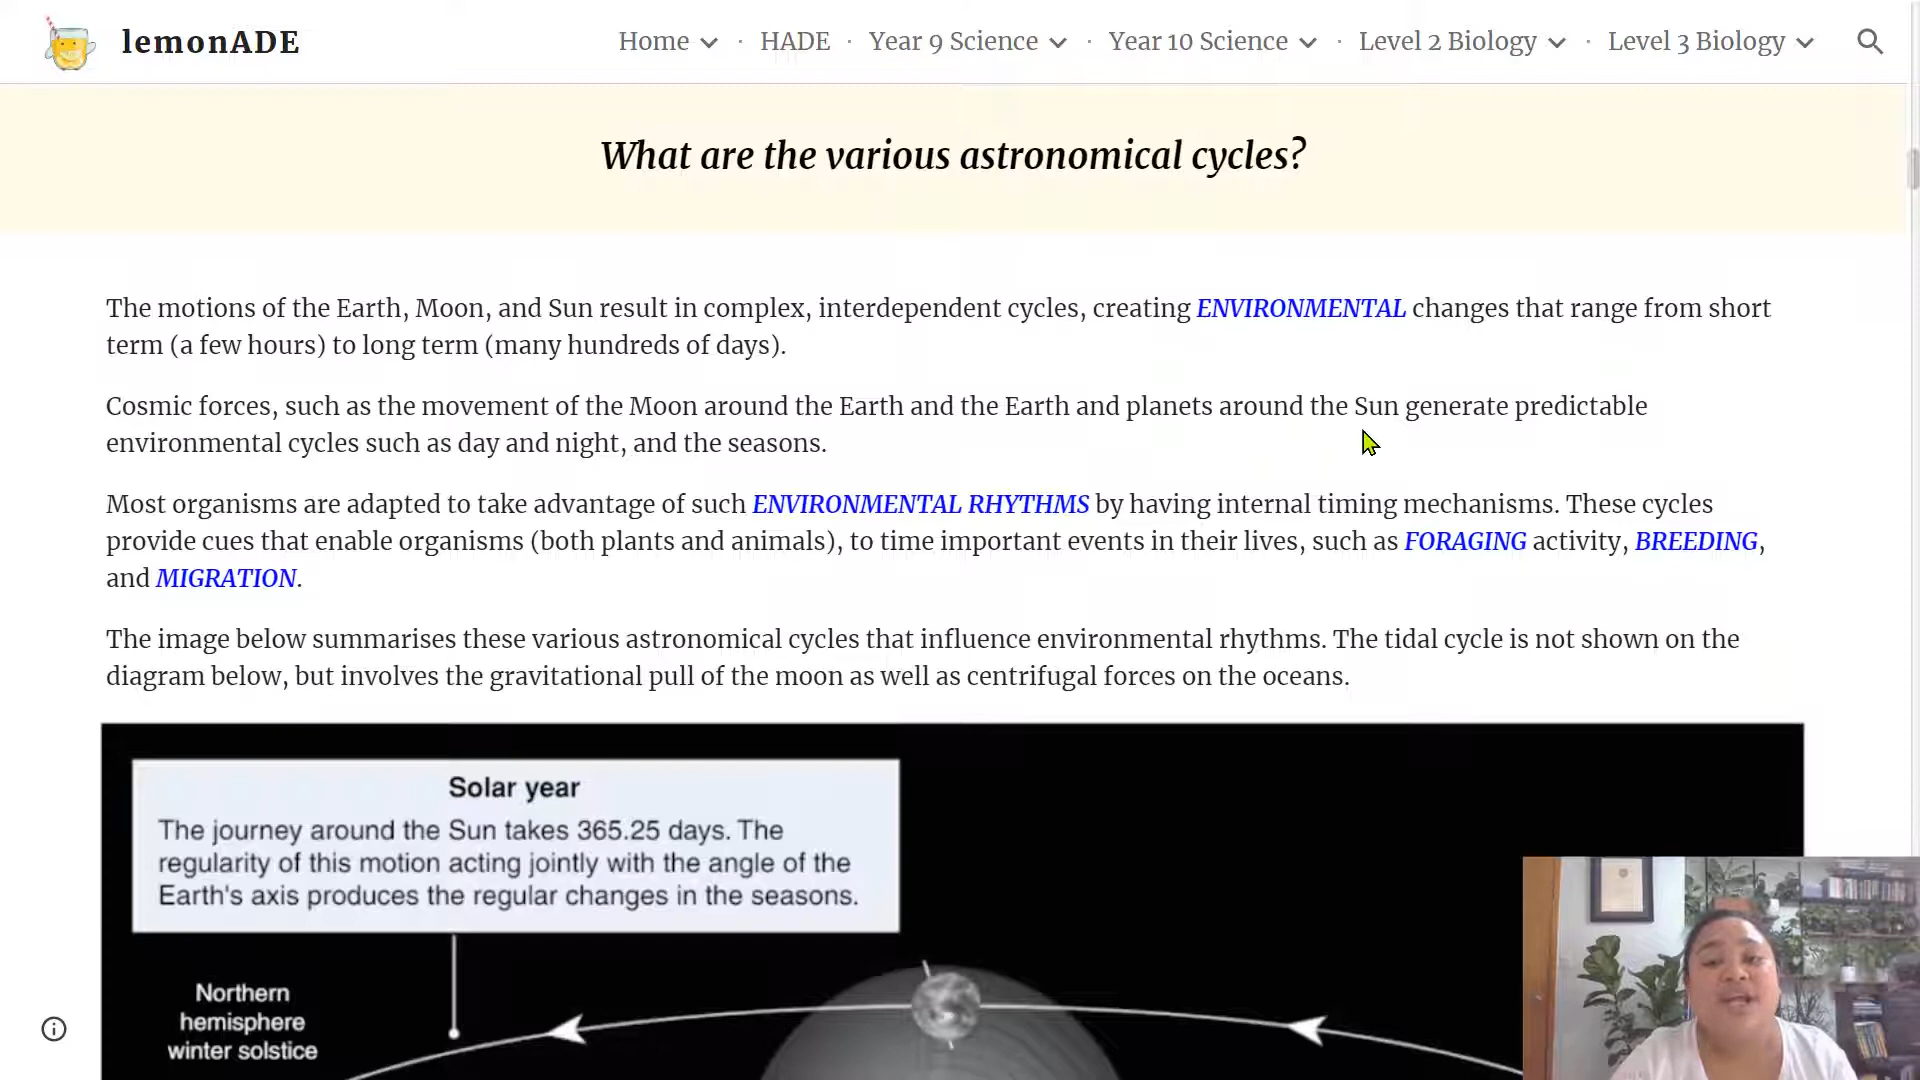 lemonADE
Home · HADE · Year 9 Science · Year 10 Science · Level 2 Biology · Level 3 Biology
What are the various astronomical cycles?
The motions of the Earth, Moon, and Sun result in complex, interdependent cycles, creating ENVIRONMENTAL changes that range from short
term (a few hours) to long term (many hundreds of days).
Cosmic forces, such as the movement of the Moon around the Earth and the Earth and planets around the Sun generate predictable
environmental cycles such as day and night, and the seasons.
Most organisms are adapted to take advantage of such ENVIRONMENTAL RHYTHMS by having internal timing mechanisms. These cycles
provide cues that enable organisms (both plants and animals), to time important events in their lives, such as FORAGING activity, BREEDING,
and MIGRATION.
The image below summarises these various astronomical cycles that influence environmental rhythms. The tidal cycle is not shown on the
diagram below, but involves the gravitational pull of the moon as well as centrifugal forces on the oceans.
Solar year
The journey around the Sun takes 365.25 days. The
regularity of this motion acting jointly with the angle of the
Earth's axis produces the regular changes in the seasons.
Northern
hemisphere
winter solstice